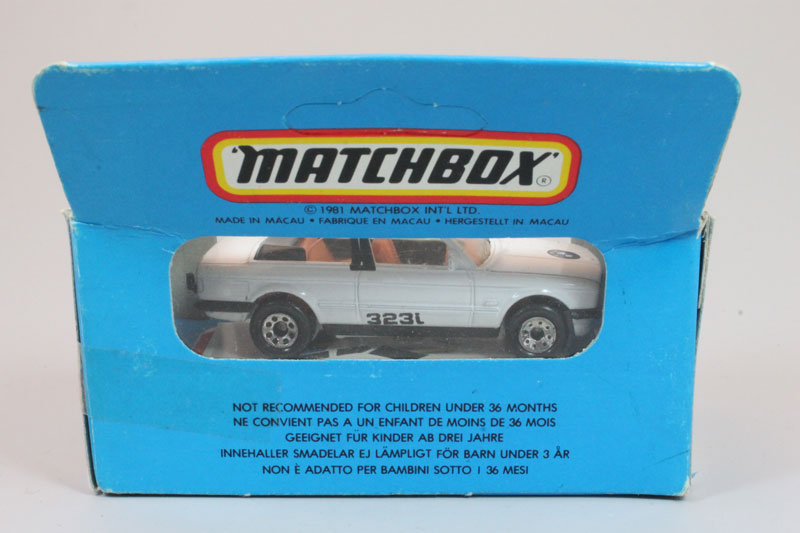 MATCHBOX
®
© 1981 MATCHBOX INT'L LTD.
MADE IN MACAU • FABRIQUE EN MACAU • HERGESTELLT IN MACAU
323i
NOT RECOMMENDED FOR CHILDREN UNDER 36 MONTHS
NE CONVIENT PAS A UN ENFANT DE MOINS DE 36 MOIS
GEEIGNET FÜR KINDER AB DREI JAHRE
INNEHALLER SMADELAR EJ LÄMPLIGT FÖR BARN UNDER 3 ÅR
NON È ADATTO PER BAMBINI SOTTO I 36 MESI